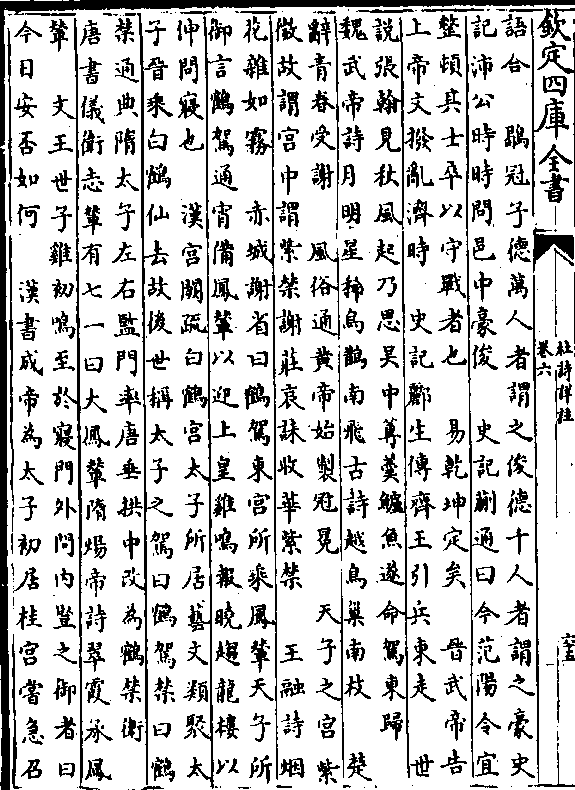 欽定四庫全書
杜詩詳註
卷六
語台　鶡冠子德萬人者謂之俊德千人者謂之豪史
記沛公時時問邑中豪俊　史記蒯通曰今范陽令宜
整頓其士卒以守戰者也　易乾坤定矣　晉武帝告
上帝文撥亂濟時　史記酈生傳齊王引兵東走　世
說張翰見秋風起乃思吳中蓴羮鱸魚遂命駕東歸
魏武帝詩月明星稀烏鵲南飛古詩越鳥巢南枝　楚
辭青春受謝　風俗通黄帝始製冠冕　天子之宫紫
微故謂宫中謂紫禁謝莊哀誄收華紫禁　王融詩烟
花雜如霧　赤城謝省曰鶴駕東宫所乘鳳輦天子所
御言鶴駕通宵備鳳輦以迎上皇雞鳴報曉趨龍樓以
伸問寢也　漢宫闕疏白鶴宫太子所居藝文類聚太
子晉乘白鶴仙去故後世稱太子之駕曰鶴駕禁曰鶴
禁通典隋太子左右監門率唐垂拱中改為鶴禁衛
唐書儀衛志輦有七一曰大鳳輦隋煬帝詩翠霞承鳳
輦　文王世子雞初鳴至於寢門外問内豎之御者曰
今日安否如何　漢書成帝為太子初居桂宫嘗急召